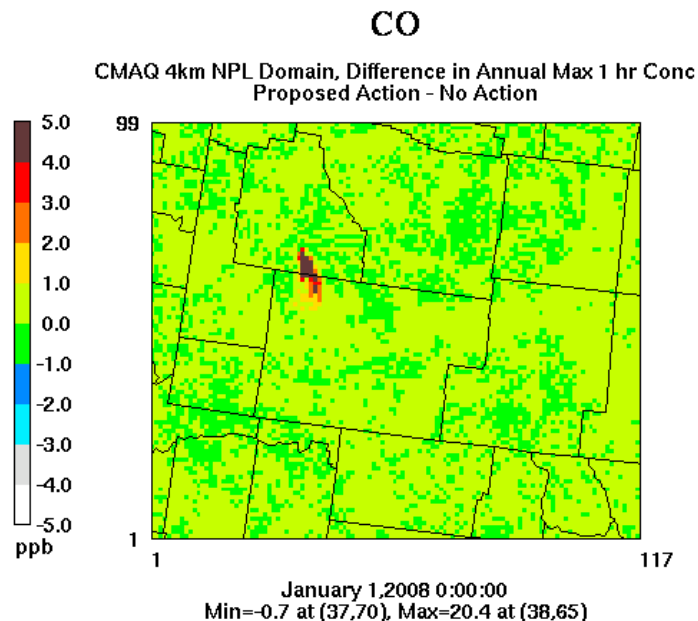 CO
CMAQ 4km NPL Domain, Difference in Annual Max 1 hr Conc
Proposed Action - No Action
99
5.0
4.0
3.0
2.0
1.0
0.0
-1.0
-2.0
-3.0
-4.0
-5.0
ppb
1
1
117
January 1,2008 0:00:00
Min=-0.7 at (37,70), Max=20.4 at (38,65)